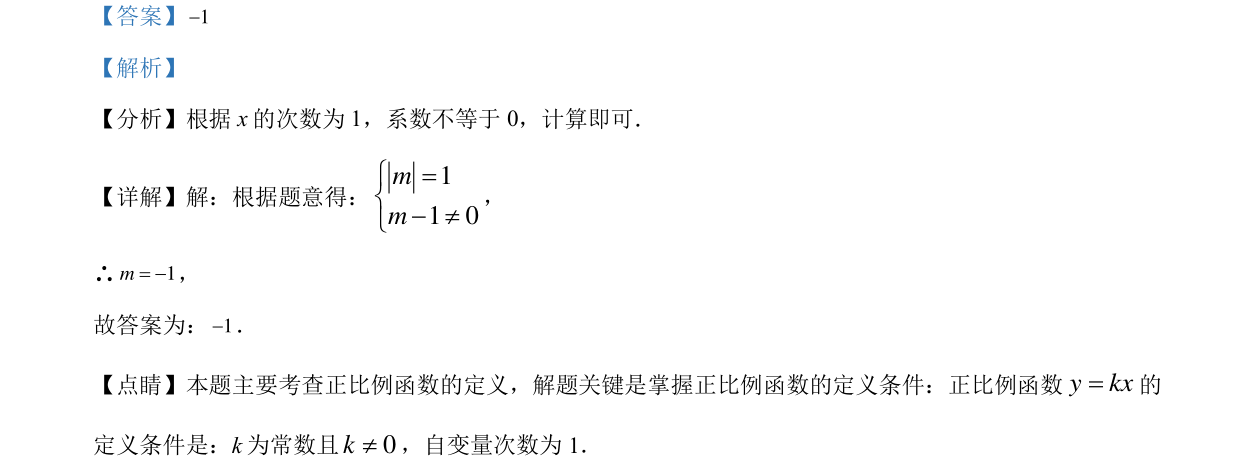 【答案】-1
【解析】
【分析】根据 x 的次数为 1，系数不等于 0，计算即可．
【详解】解：根据题意得：{|m|=1
m-1≠0，
∴m=-1，
故答案为：-1．
【点睛】本题主要考查正比例函数的定义，解题关键是掌握正比例函数的定义条件：正比例函数 y=kx 的
定义条件是：k 为常数且 k≠0，自变量次数为 1．